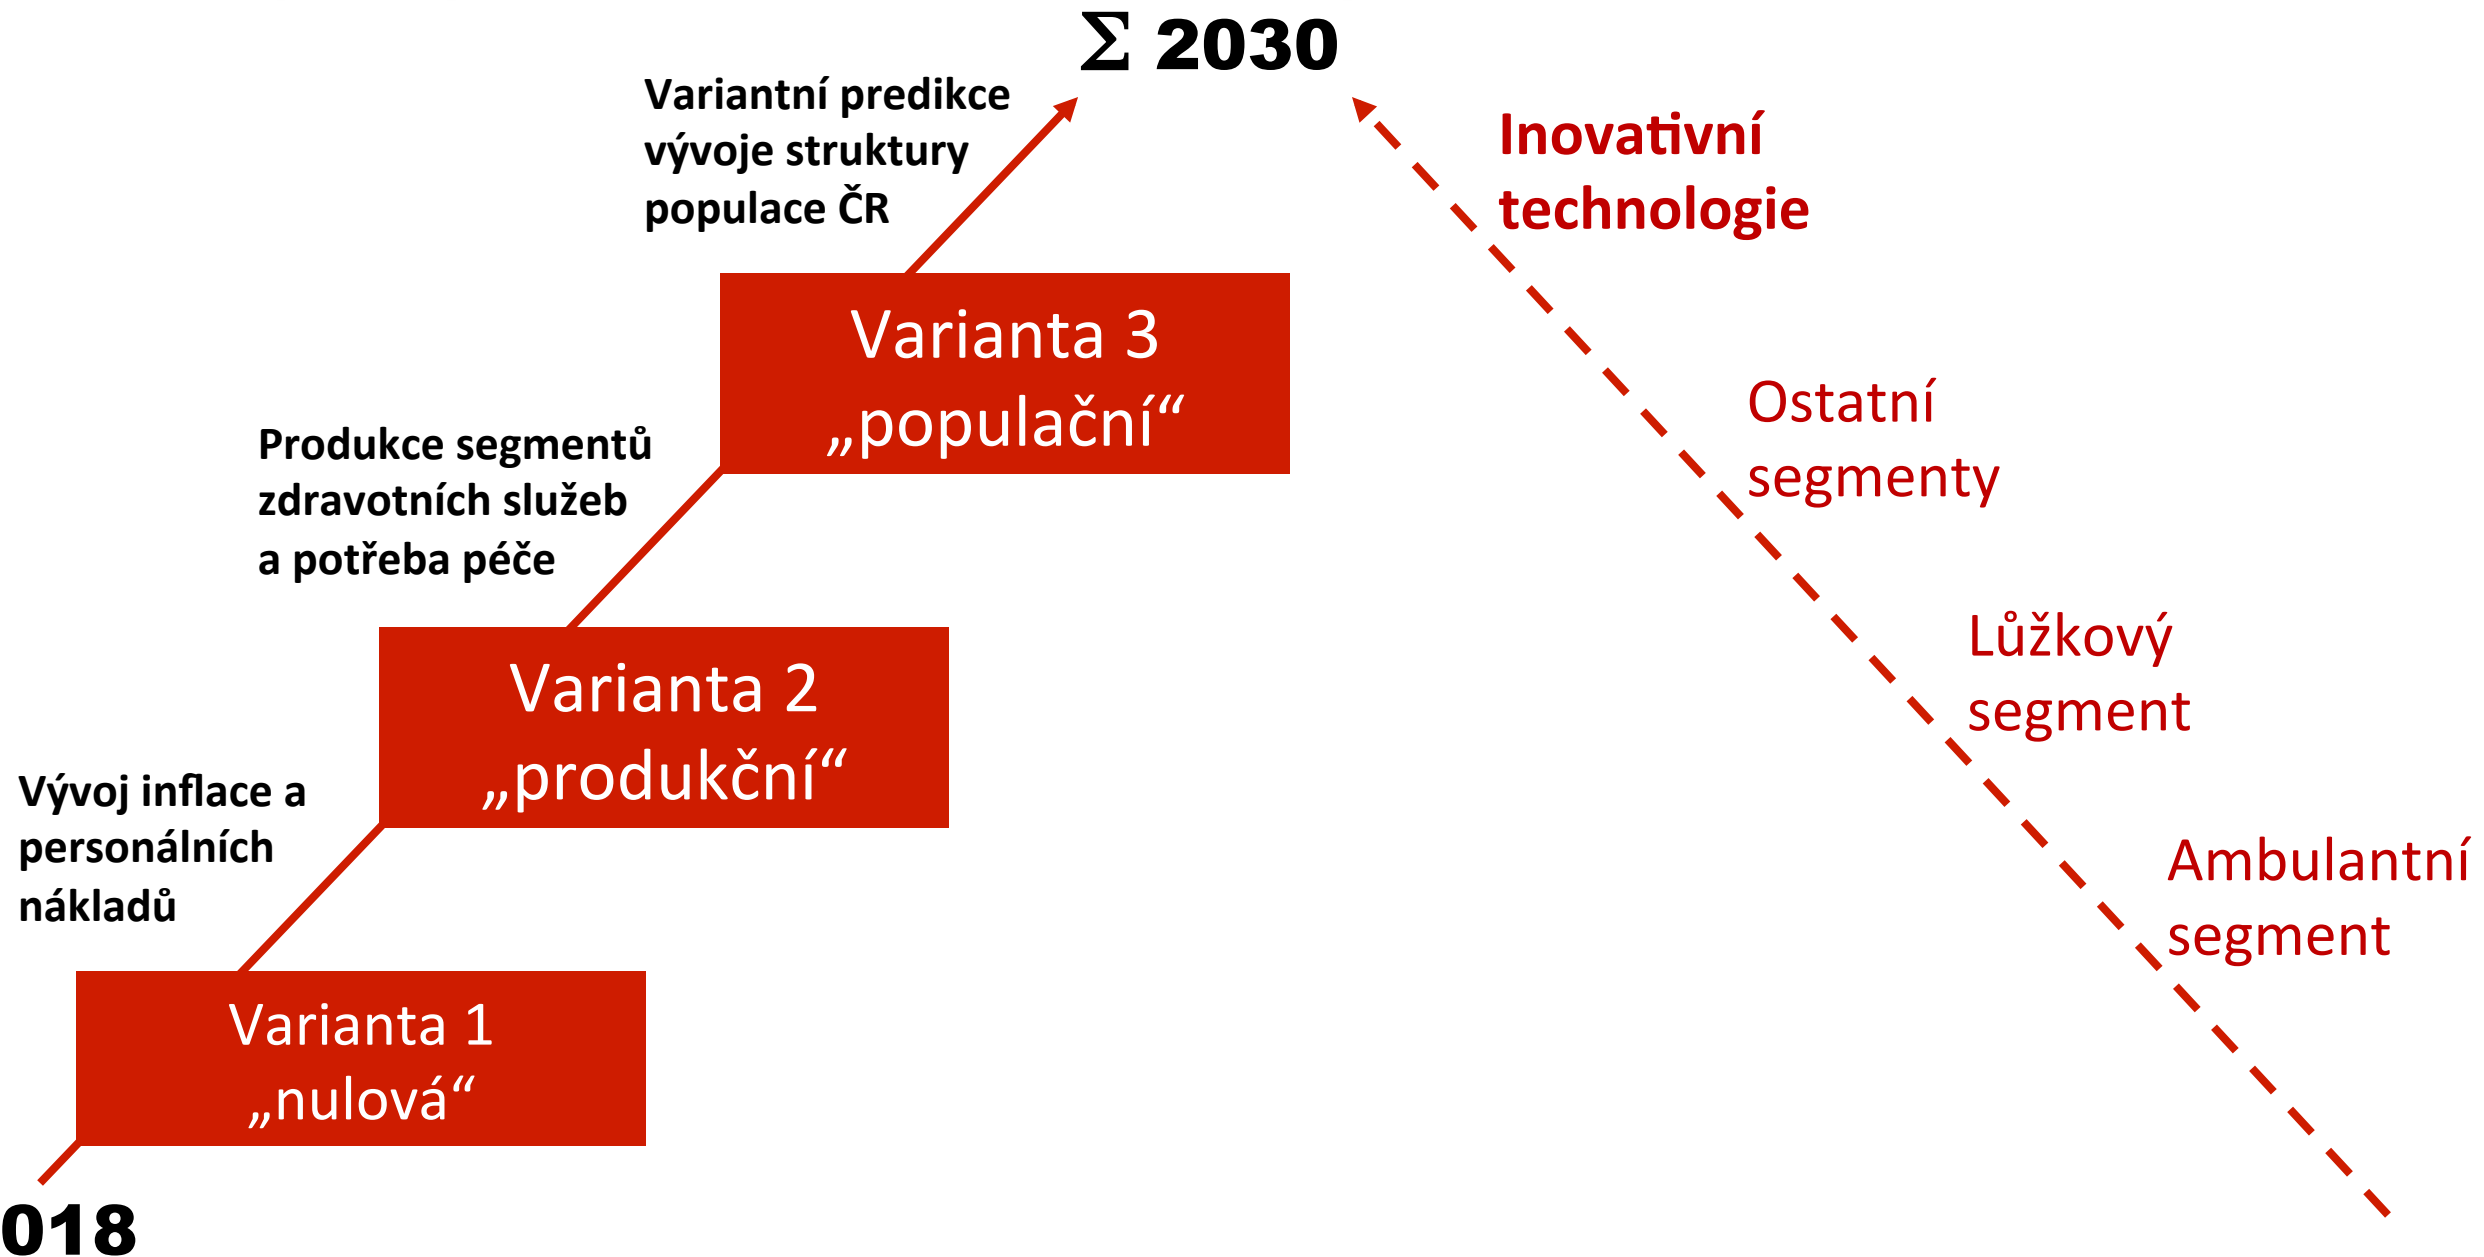 Σ 2030
Variantní predikce
vývoje struktury
populace ČR
Inovativní
technologie
Varianta 3
„populační“
Ostatní
segmenty
Produkce segmentů
zdravotních služeb
a potřeba péče
Lůžkový
segment
Varianta 2
„produkční“
Vývoj inflace a
personálních
nákladů
Ambulantní
segment
Varianta 1
„nulová“
018